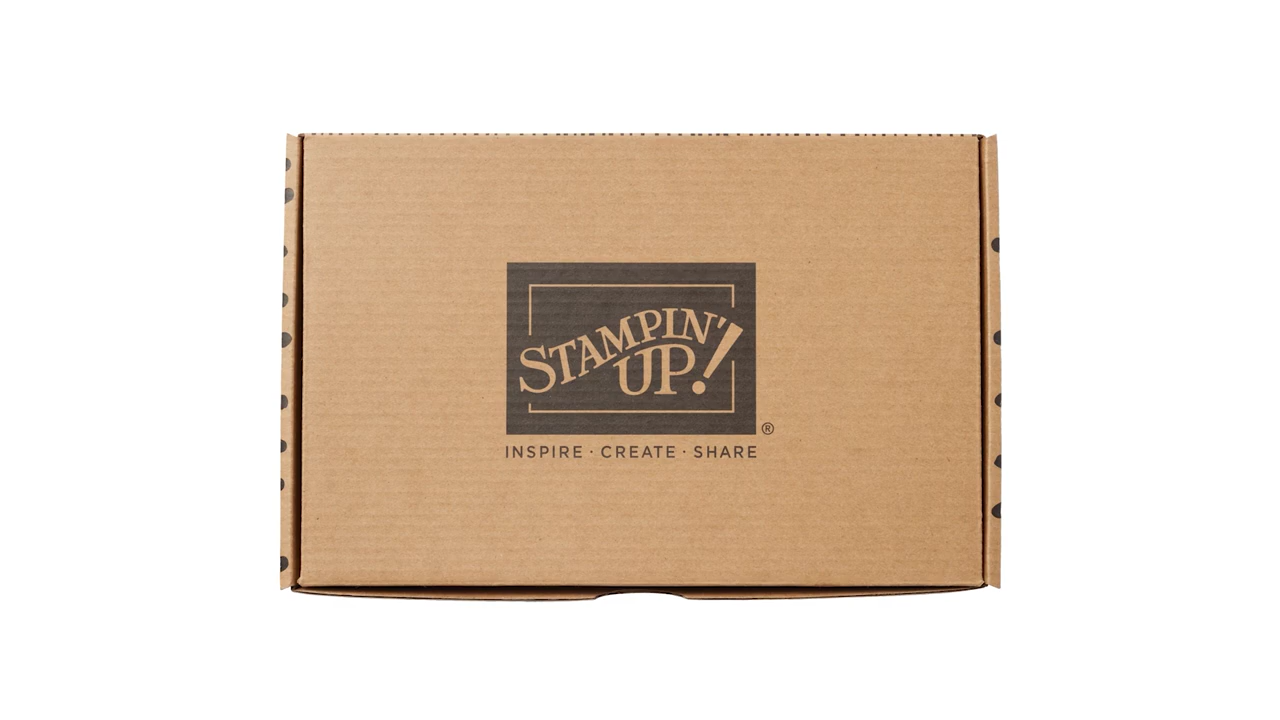 STAMPIN'
UP!
®
INSPIRE · CREATE · SHARE